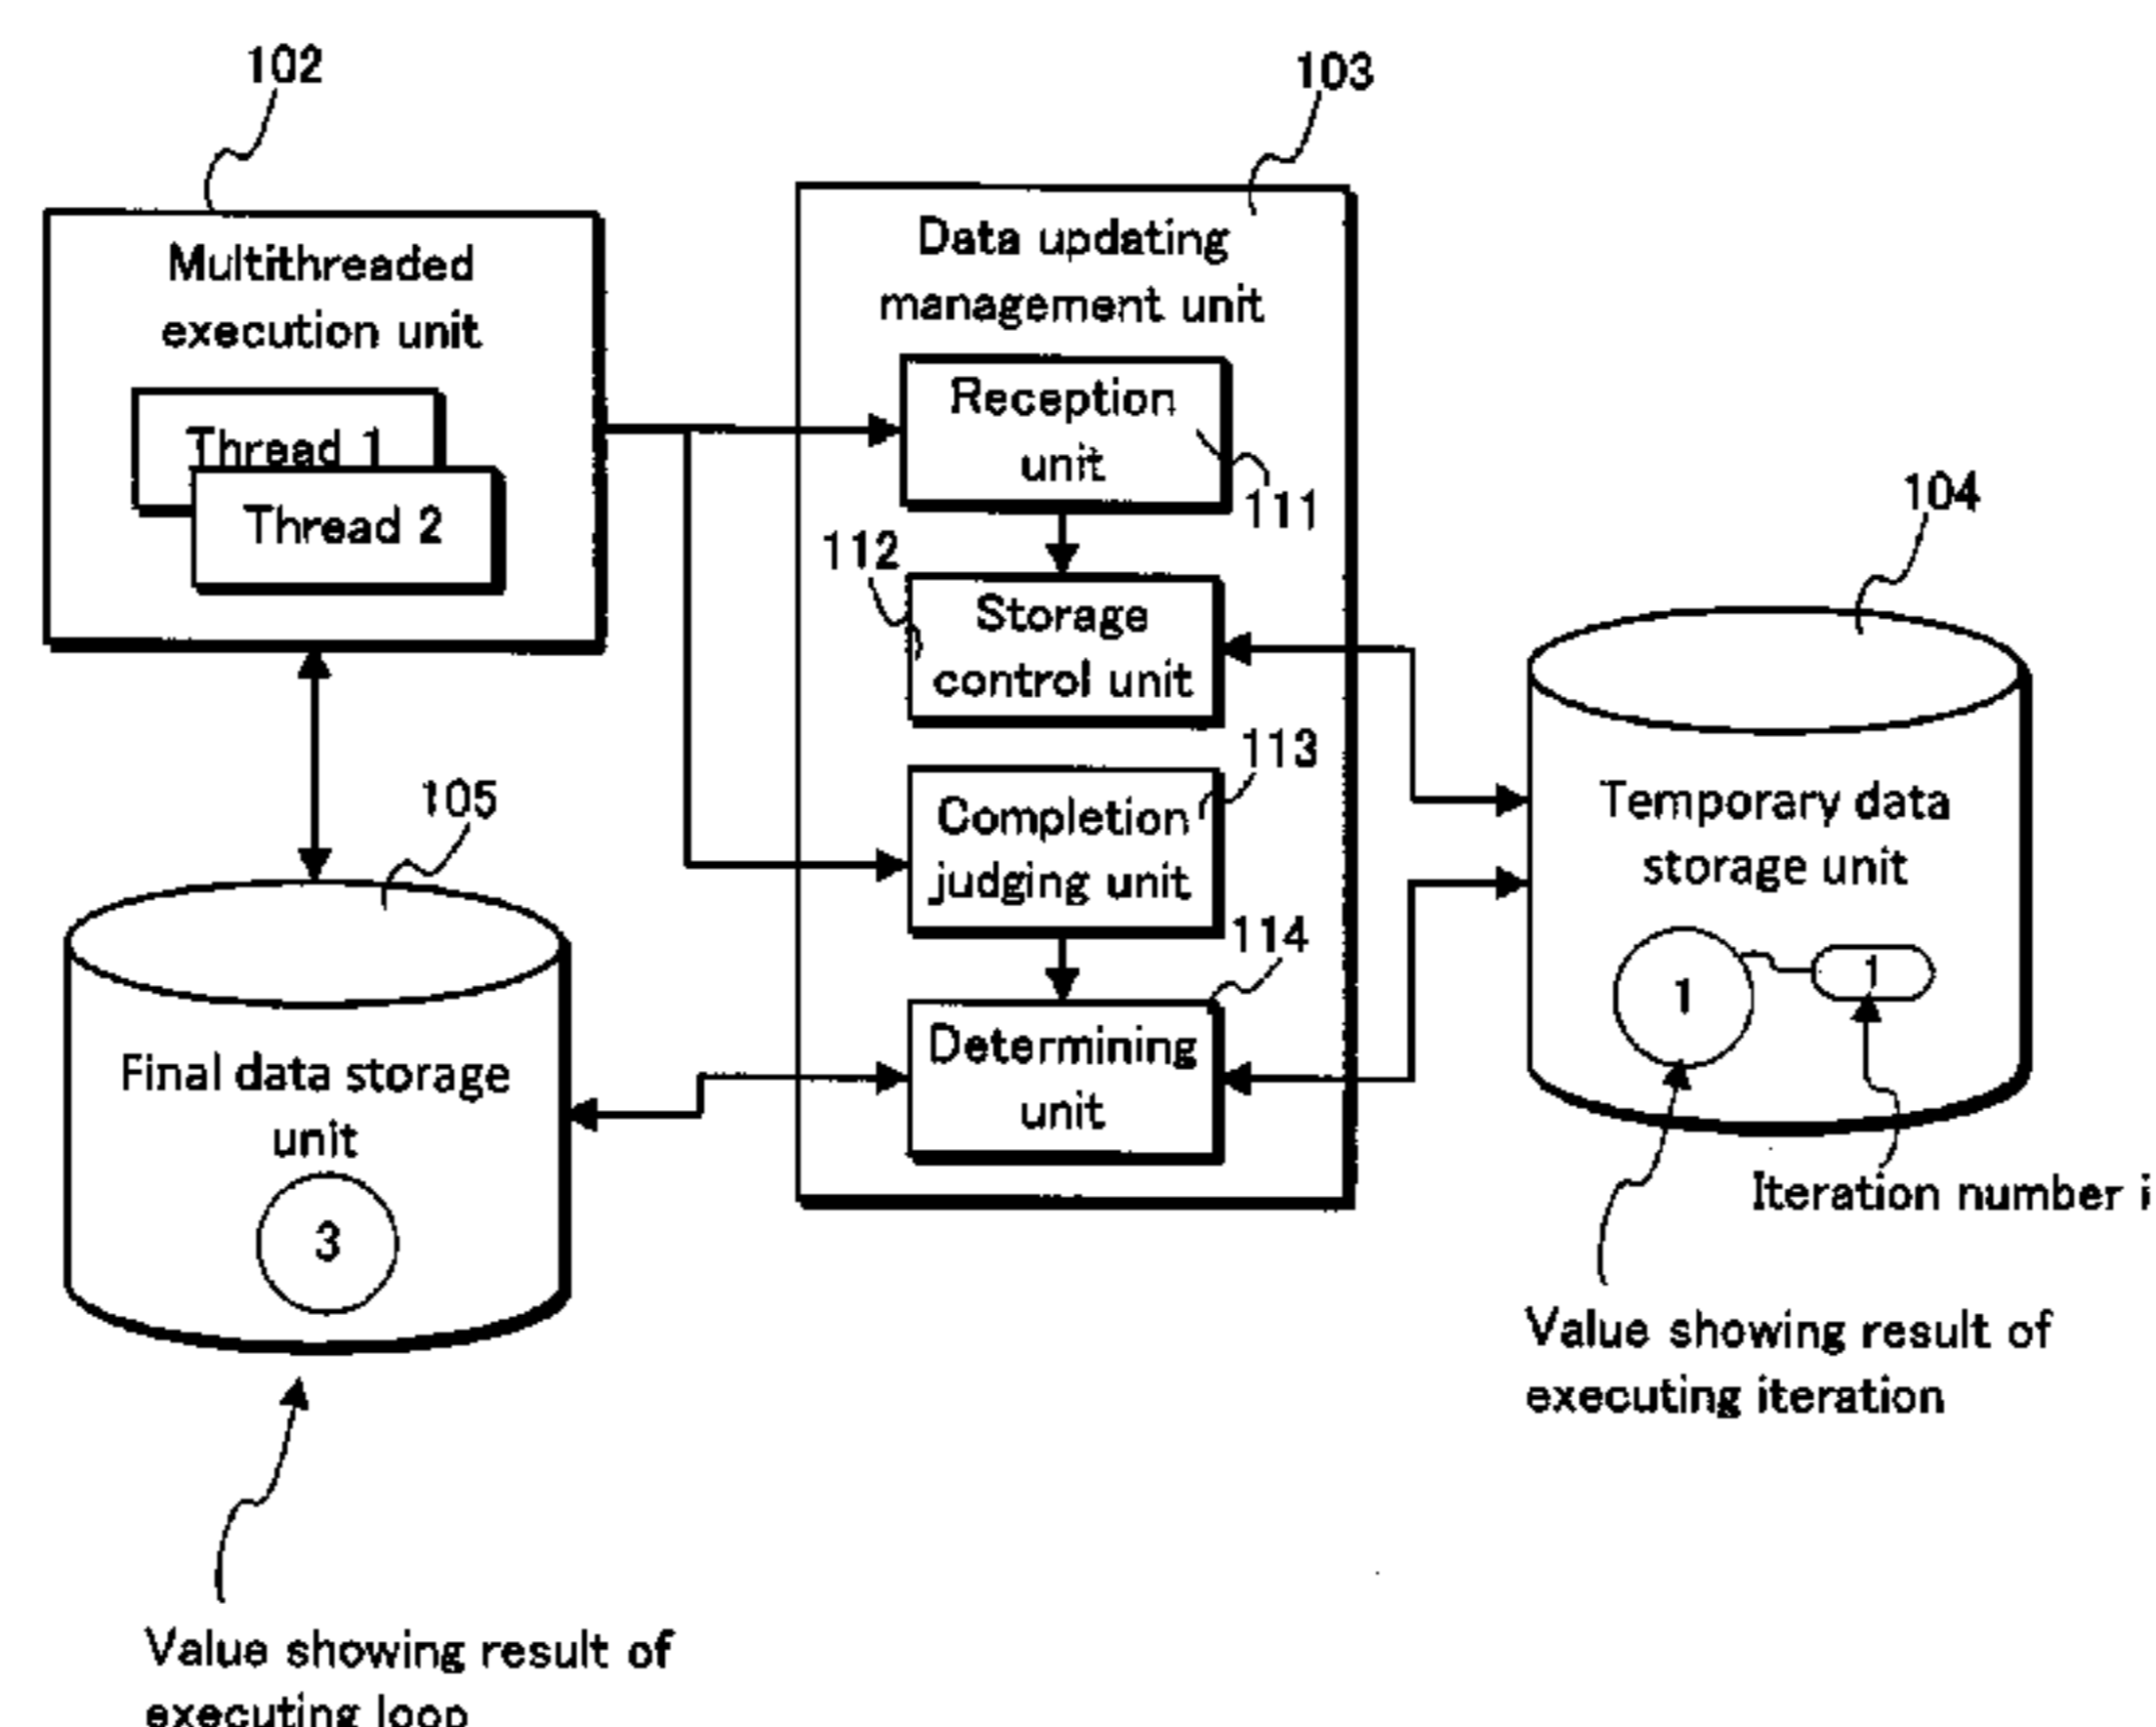 102
103
Multithreaded
execution unit
Thread 1
Thread 2
Data updating
management unit
Reception
unit
111
112
Storage
control unit
113
Completion
judging unit
114
Determining
unit
104
Temporary data
storage unit
1
1
Iteration number i
Value showing result of
executing iteration
105
Final data storage
unit
3
Value showing result of
executing loop